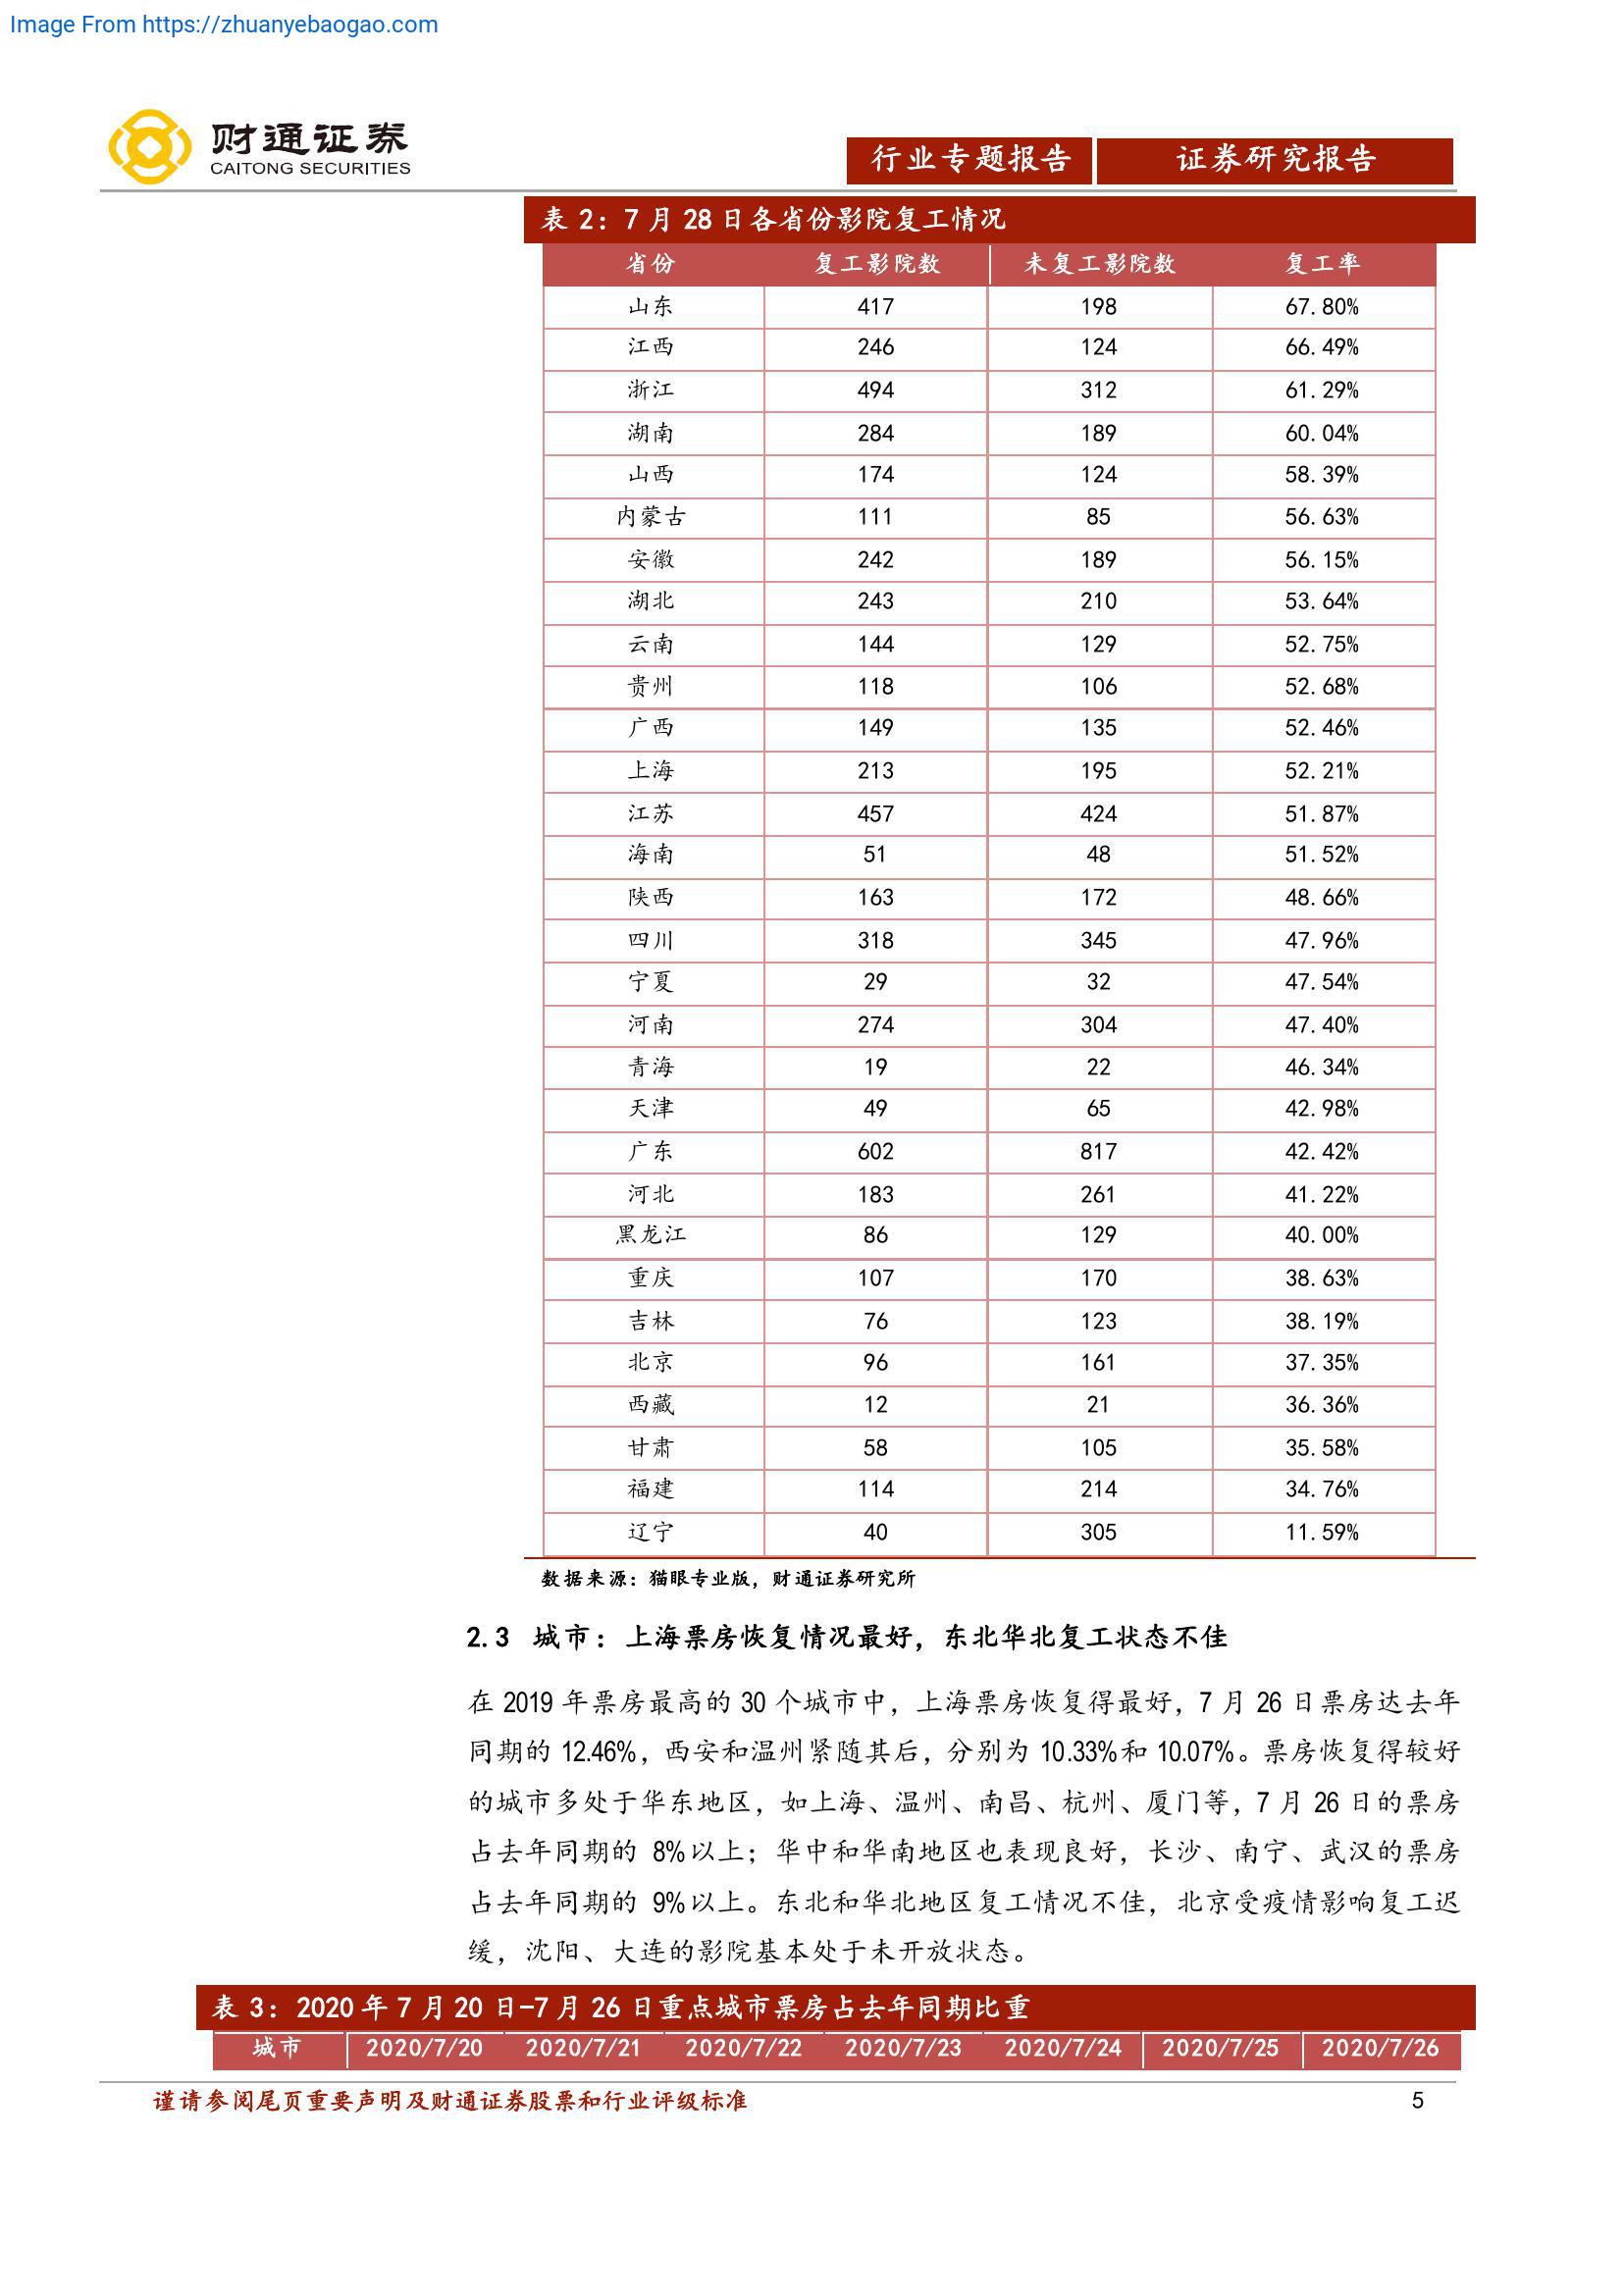 Image From https://zhuanyebaogao.com
财通证券
CAITONG SECURITIES
行业专题报告 证券研究报告
表 2：7 月 28 日各省份影院复工情况
省份 复工影院数 未复工影院数 复工率
山东 417 198 67.80%
江西 246 124 66.49%
浙江 494 312 61.29%
湖南 284 189 60.04%
山西 174 124 58.39%
内蒙古 111 85 56.63%
安徽 242 189 56.15%
湖北 243 210 53.64%
云南 144 129 52.75%
贵州 118 106 52.68%
广西 149 135 52.46%
上海 213 195 52.21%
江苏 457 424 51.87%
海南 51 48 51.52%
陕西 163 172 48.66%
四川 318 345 47.96%
宁夏 29 32 47.54%
河南 274 304 47.40%
青海 19 22 46.34%
天津 49 65 42.98%
广东 602 817 42.42%
河北 183 261 41.22%
黑龙江 86 129 40.00%
重庆 107 170 38.63%
吉林 76 123 38.19%
北京 96 161 37.35%
西藏 12 21 36.36%
甘肃 58 105 35.58%
福建 114 214 34.76%
辽宁 40 305 11.59%
数据来源：猫眼专业版，财通证券研究所
2.3 城市：上海票房恢复情况最好，东北华北复工状态不佳
在 2019 年票房最高的 30 个城市中，上海票房恢复得最好，7 月 26 日票房达去年
同期的 12.46%，西安和温州紧随其后，分别为 10.33%和 10.07%。票房恢复得较好
的城市多处于华东地区，如上海、温州、南昌、杭州、厦门等，7 月 26 日的票房
占去年同期的 8%以上；华中和华南地区也表现良好，长沙、南宁、武汉的票房
占去年同期的 9%以上。东北和华北地区复工情况不佳，北京受疫情影响复工迟
缓，沈阳、大连的影院基本处于未开放状态。
表 3：2020 年 7 月 20 日-7 月 26 日重点城市票房占去年同期比重
城市 2020/7/20 2020/7/21 2020/7/22 2020/7/23 2020/7/24 2020/7/25 2020/7/26
谨请参阅尾页重要声明及财通证券股票和行业评级标准 5